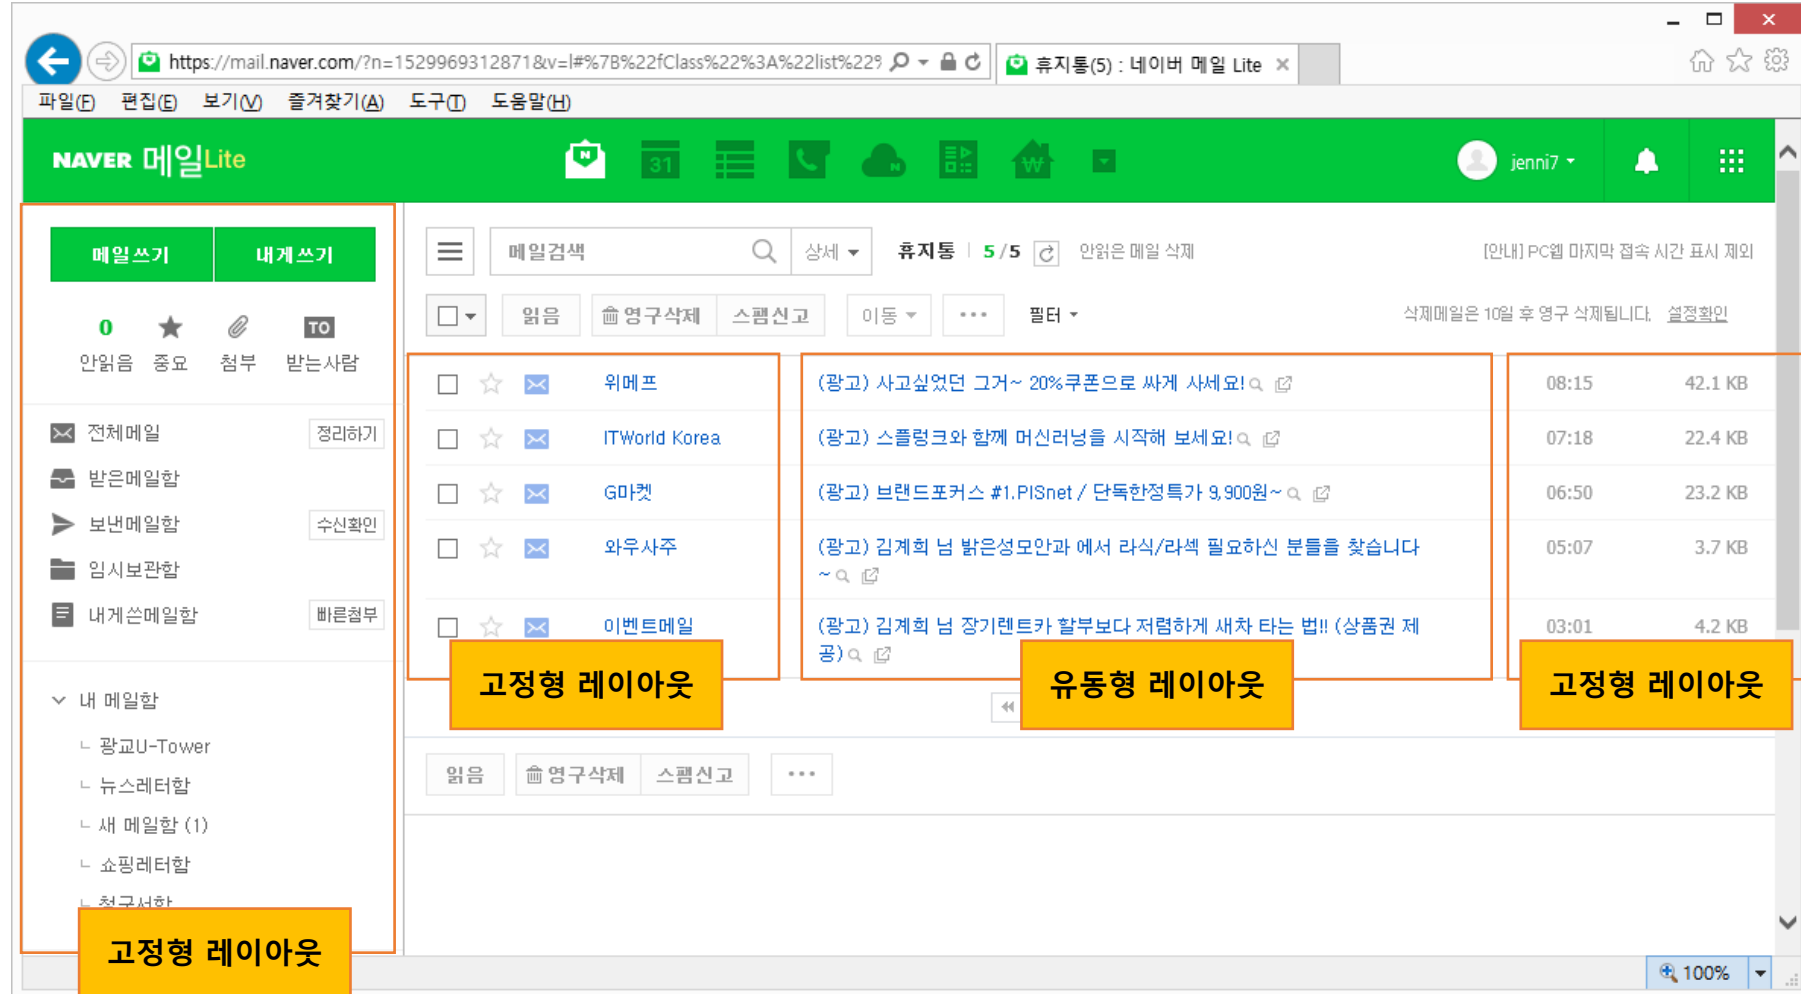 https://mail.naver.com/?n=1529969312871&v=l#%7B%22fClass%22%3A%22list%22%
휴지통(5) : 네이버 메일 Lite
파일(F) 편집(E) 보기(V) 즐겨찾기(A) 도구(T) 도움말(H)
NAVER 메일Lite
N 31 N ₩
jenni7
메일쓰기 내게쓰기
메일검색 상세 휴지통 5/5 안읽은 메일 삭제 [안내] PC웹 마지막 접속 시간 표시 제외
읽음 영구삭제 스팸신고 이동 ··· 필터 삭제메일은 10일 후 영구 삭제됩니다. 설정확인
0 TO
안읽음 중요 첨부 받는사람
전체메일 정리하기
받은메일함
보낸메일함 수신확인
임시보관함
내게쓴메일함 빠른첨부
내 메일함
광교U-Tower
뉴스레터함
새 메일함 (1)
쇼핑레터함
청구서함
고정형 레이아웃
위메프 (광고) 사고싶었던 그거~ 20%쿠폰으로 싸게 사세요! 08:15 42.1 KB
ITWorld Korea (광고) 스플렁크와 함께 머신러닝을 시작해 보세요! 07:18 22.4 KB
G마켓 (광고) 브랜드포커스 #1.PISnet / 단독한정특가 9,900원~ 06:50 23.2 KB
와우사주 (광고) 김계희 님 밝은성모안과 에서 라식/라섹 필요하신 분들을 찾습니다 05:07 3.7 KB
~
이벤트메일 (광고) 김계희 님 장기렌트카 할부보다 저렴하게 새차 타는 법!! (상품권 제 03:01 4.2 KB
공)
고정형 레이아웃 유동형 레이아웃 고정형 레이아웃
읽음 영구삭제 스팸신고 ···
100%